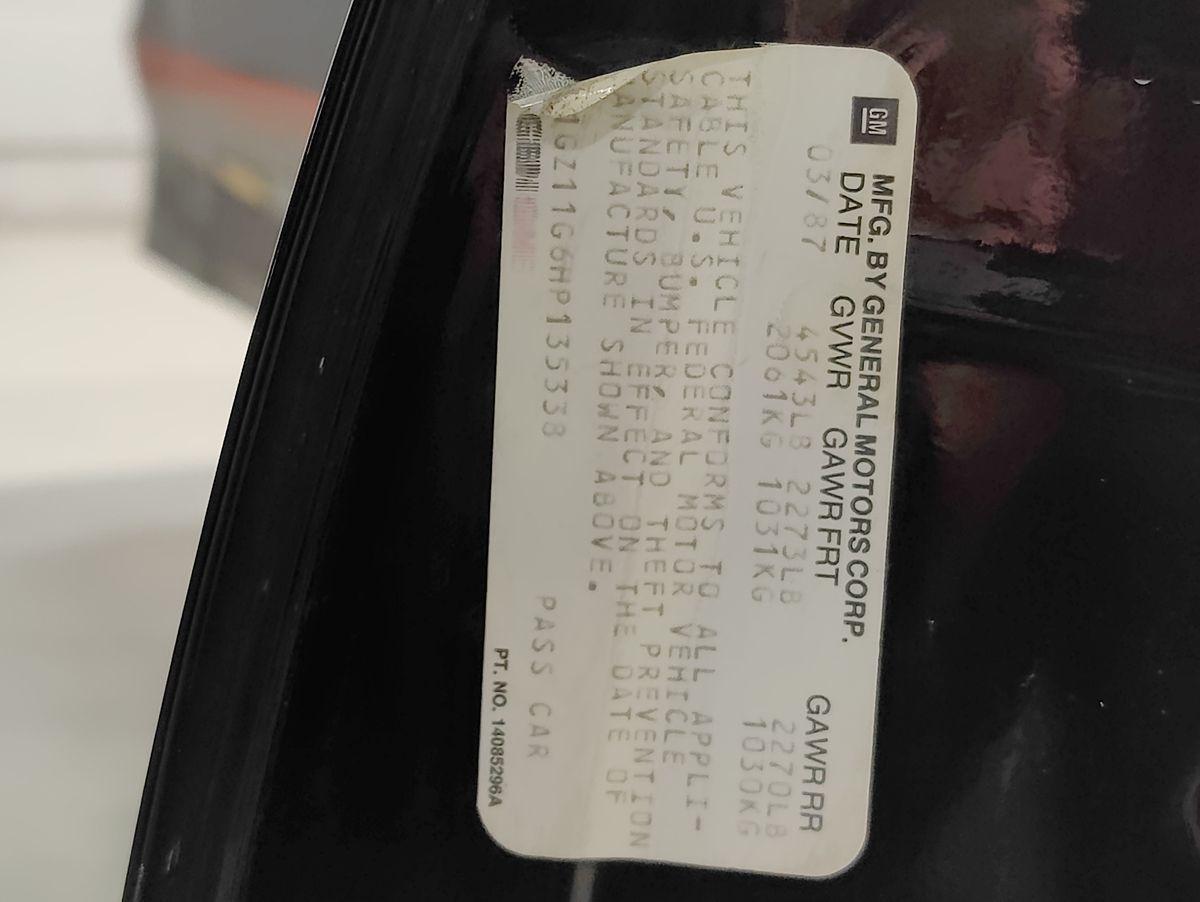 GM
MFG. BY GENERAL MOTORS CORP.
DATE GVWR GAWR FRT GAWR RR
03/87 4543LB 2273LB 2270LB
2061KG 1031KG 1030KG
THIS VEHICLE CONFORMS TO ALL APPLI-
CABLE U.S. FEDERAL MOTOR VEHICLE
SAFETY, BUMPER, AND THEFT PREVENTION
STANDARDS IN EFFECT ON THE DATE OF
MANUFACTURE SHOWN ABOVE.
1GZ11G6HP135338 PASS CAR
PT. NO. 14085296A